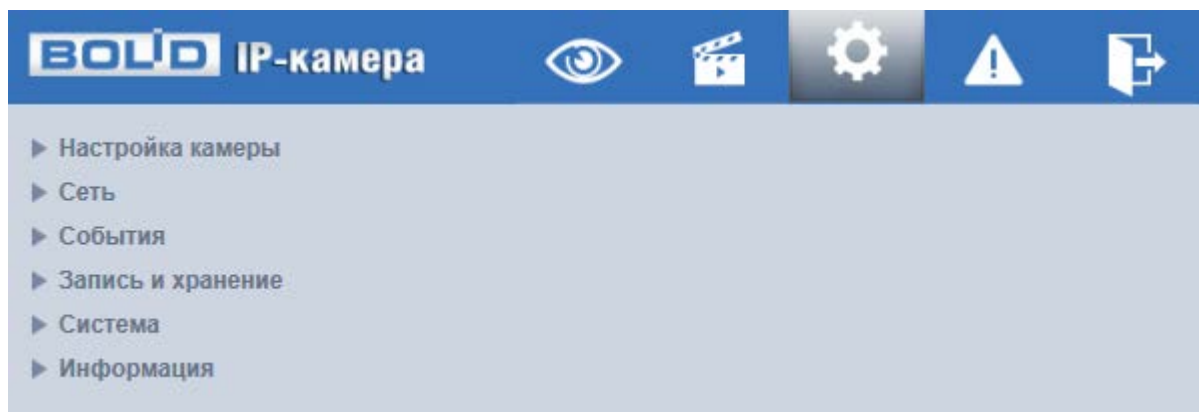 BOLID IP-камера
Настройка камеры
Сеть
События
Запись и хранение
Система
Информация